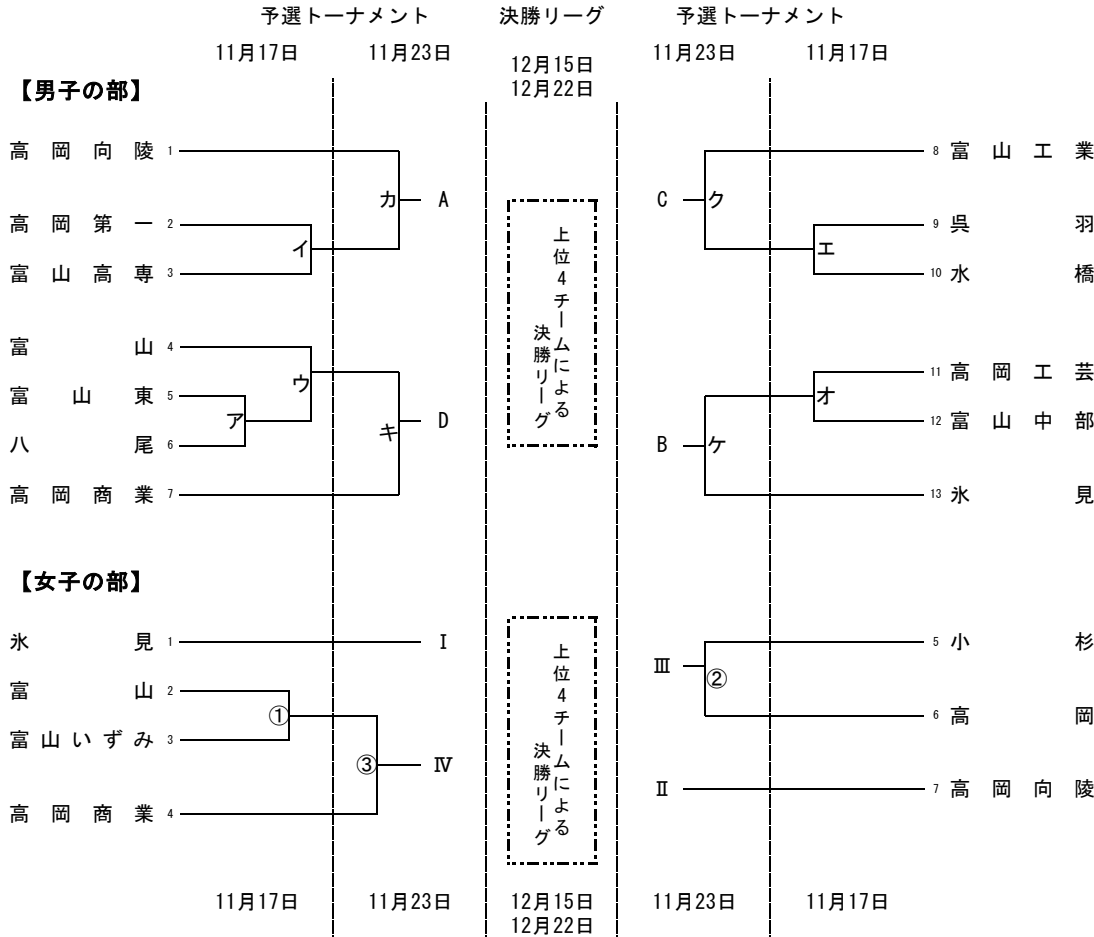 予選トーナメント 決勝リーグ 予選トーナメント
11月17日 11月23日 12月15日 11月23日 11月17日
12月22日
【男子の部】
高岡向陵 1 8 富山工業
カ A C ク
高岡第一 2 9 呉羽
イ エ
富山高専 3 10 水橋
上位4チームによる
決勝リーグ
富山 4 11 高岡工芸
ウ オ
富山東 5 12 富山中部
ア キ D B ケ
八尾 6
高岡商業 7 13 氷見
【女子の部】
氷見 1 Ⅰ 5 小杉
Ⅲ ②
富山 2 6 高岡
①
富山いずみ 3
上位4チームによる
決勝リーグ
③ Ⅳ Ⅱ 7 高岡向陵
高岡商業 4
11月17日 11月23日 12月15日 11月23日 11月17日
12月22日